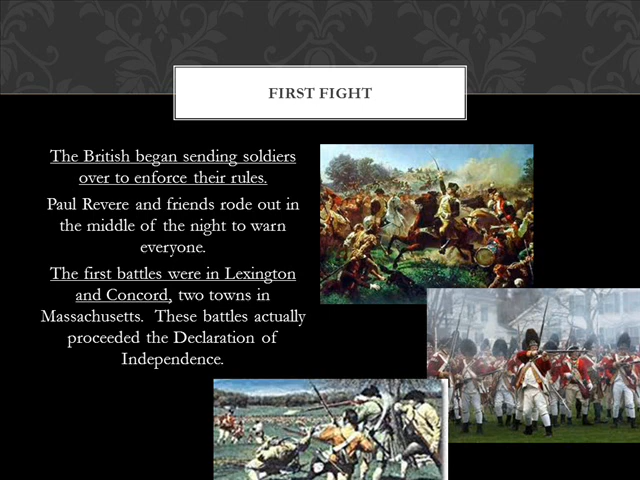 FIRST FIGHT
The British began sending soldiers
over to enforce their rules.
Paul Revere and friends rode out in
the middle of the night to warn
everyone.
The first battles were in Lexington
and Concord, two towns in
Massachusetts.  These battles actually
proceeded the Declaration of
Independence.